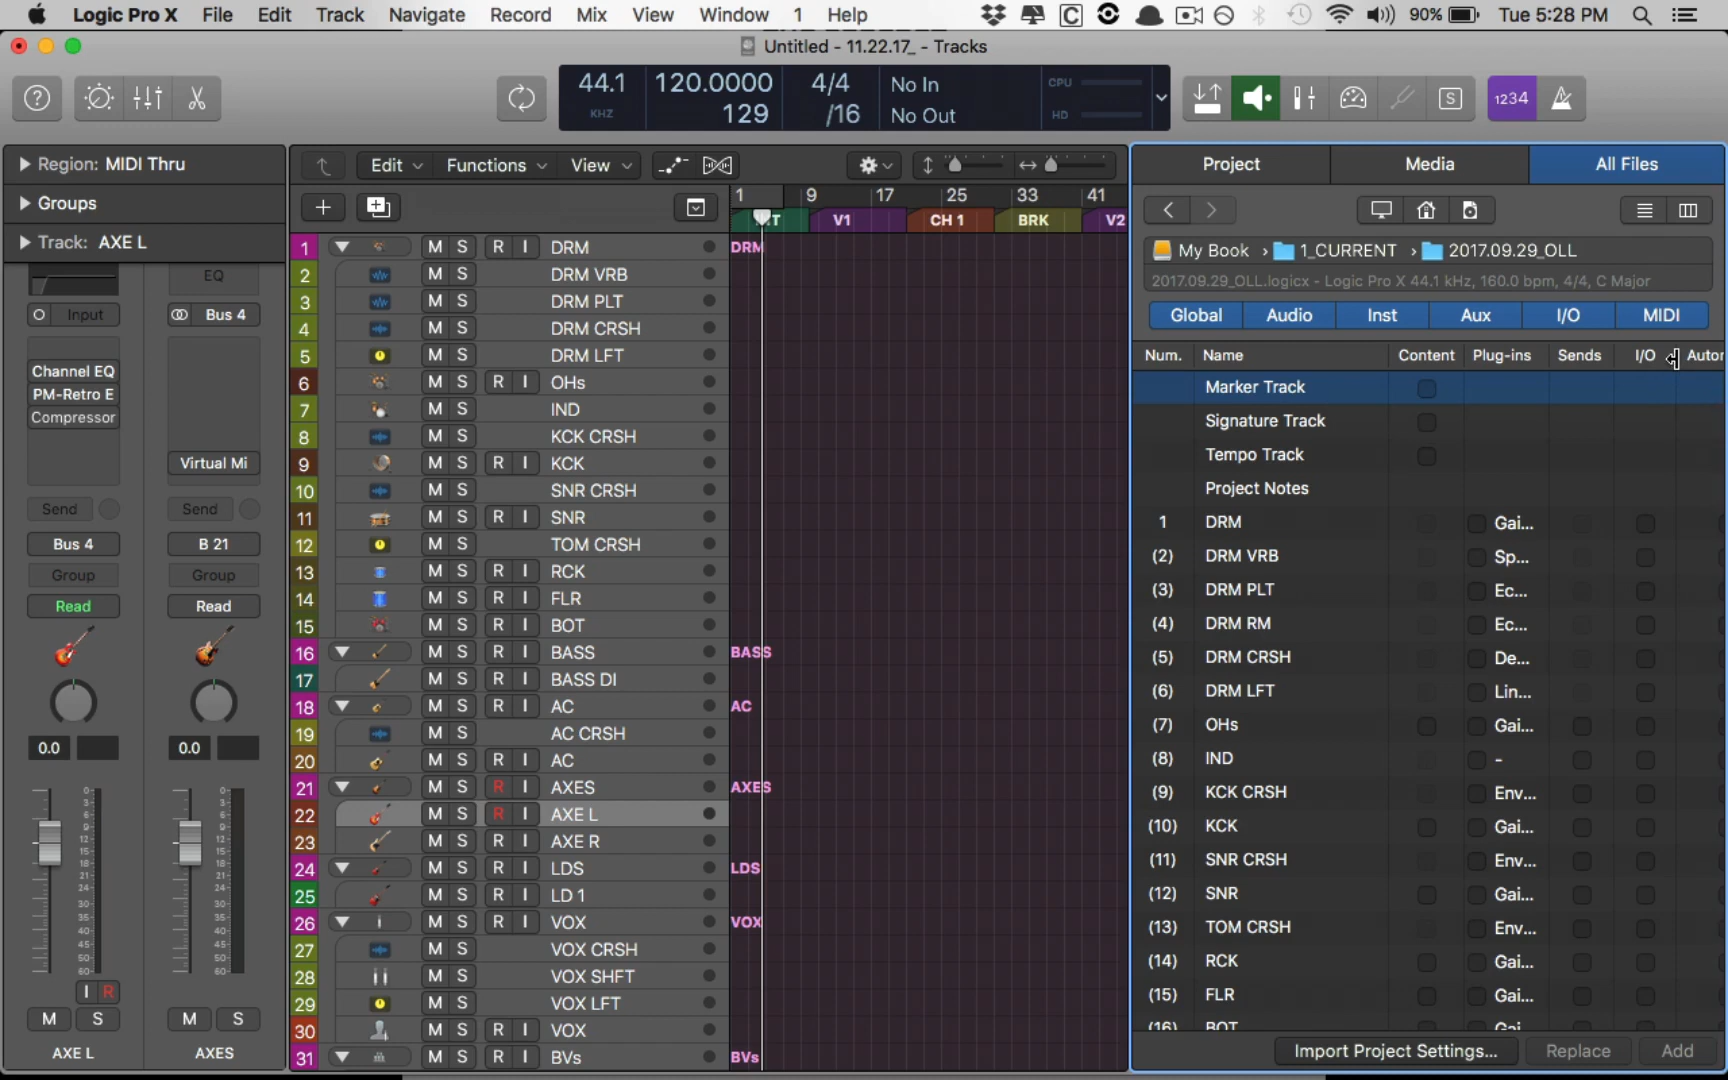 Logic Pro X File Edit Track Navigate Record Mix View Window 1 Help 90% Tue 5:28 PM
Untitled - 11.22.17_ - Tracks
44.1 120.0000 4/4 No In CPU
KHZ 129 /16 No Out HD
S 1234
Region: MIDI Thru
Groups
Track: AXE L
EQ
Input Bus 4
Channel EQ
PM-Retro E
Compressor
Virtual Mi
Send Send
Bus 4 B 21
Group Group
Read Read
0.0 0.0
I R
M S M S
AXE L AXES
Edit Functions View
1 9 17 25 33 41
V1 CH 1 BRK V2
1 M S R I DRM DRM
2 M S DRM VRB
3 M S DRM PLT
4 M S DRM CRSH
5 M S DRM LFT
6 M S R I OHs
7 M S IND
8 M S KCK CRSH
9 M S R I KCK
10 M S SNR CRSH
11 M S R I SNR
12 M S TOM CRSH
13 M S R I RCK
14 M S R I FLR
15 M S R I BOT
16 M S R I BASS BASS
17 M S R I BASS DI
18 M S R I AC AC
19 M S AC CRSH
20 M S R I AC
21 M S R I AXES AXES
22 M S R I AXE L
23 M S R I AXE R
24 M S R I LDS LDS
25 M S R I LD 1
26 M S R I VOX VOX
27 M S VOX CRSH
28 M S VOX SHFT
29 M S VOX LFT
30 M S R I VOX
31 M S R I BVs BVs
Project Media All Files
My Book 1_CURRENT 2017.09.29_OLL
2017.09.29_OLL.logicx - Logic Pro X 44.1 kHz, 160.0 bpm, 4/4, C Major
Global Audio Inst Aux I/O MIDI
Num. Name Content Plug-ins Sends I/O Autor
Marker Track
Signature Track
Tempo Track
Project Notes
1 DRM Gai...
(2) DRM VRB Sp...
(3) DRM PLT Ec...
(4) DRM RM Ec...
(5) DRM CRSH De...
(6) DRM LFT Lin...
(7) OHs Gai...
(8) IND -
(9) KCK CRSH Env...
(10) KCK Gai...
(11) SNR CRSH Env...
(12) SNR Gai...
(13) TOM CRSH Env...
(14) RCK Gai...
(15) FLR Gai...
(16) BOT Gai
Import Project Settings... Replace Add